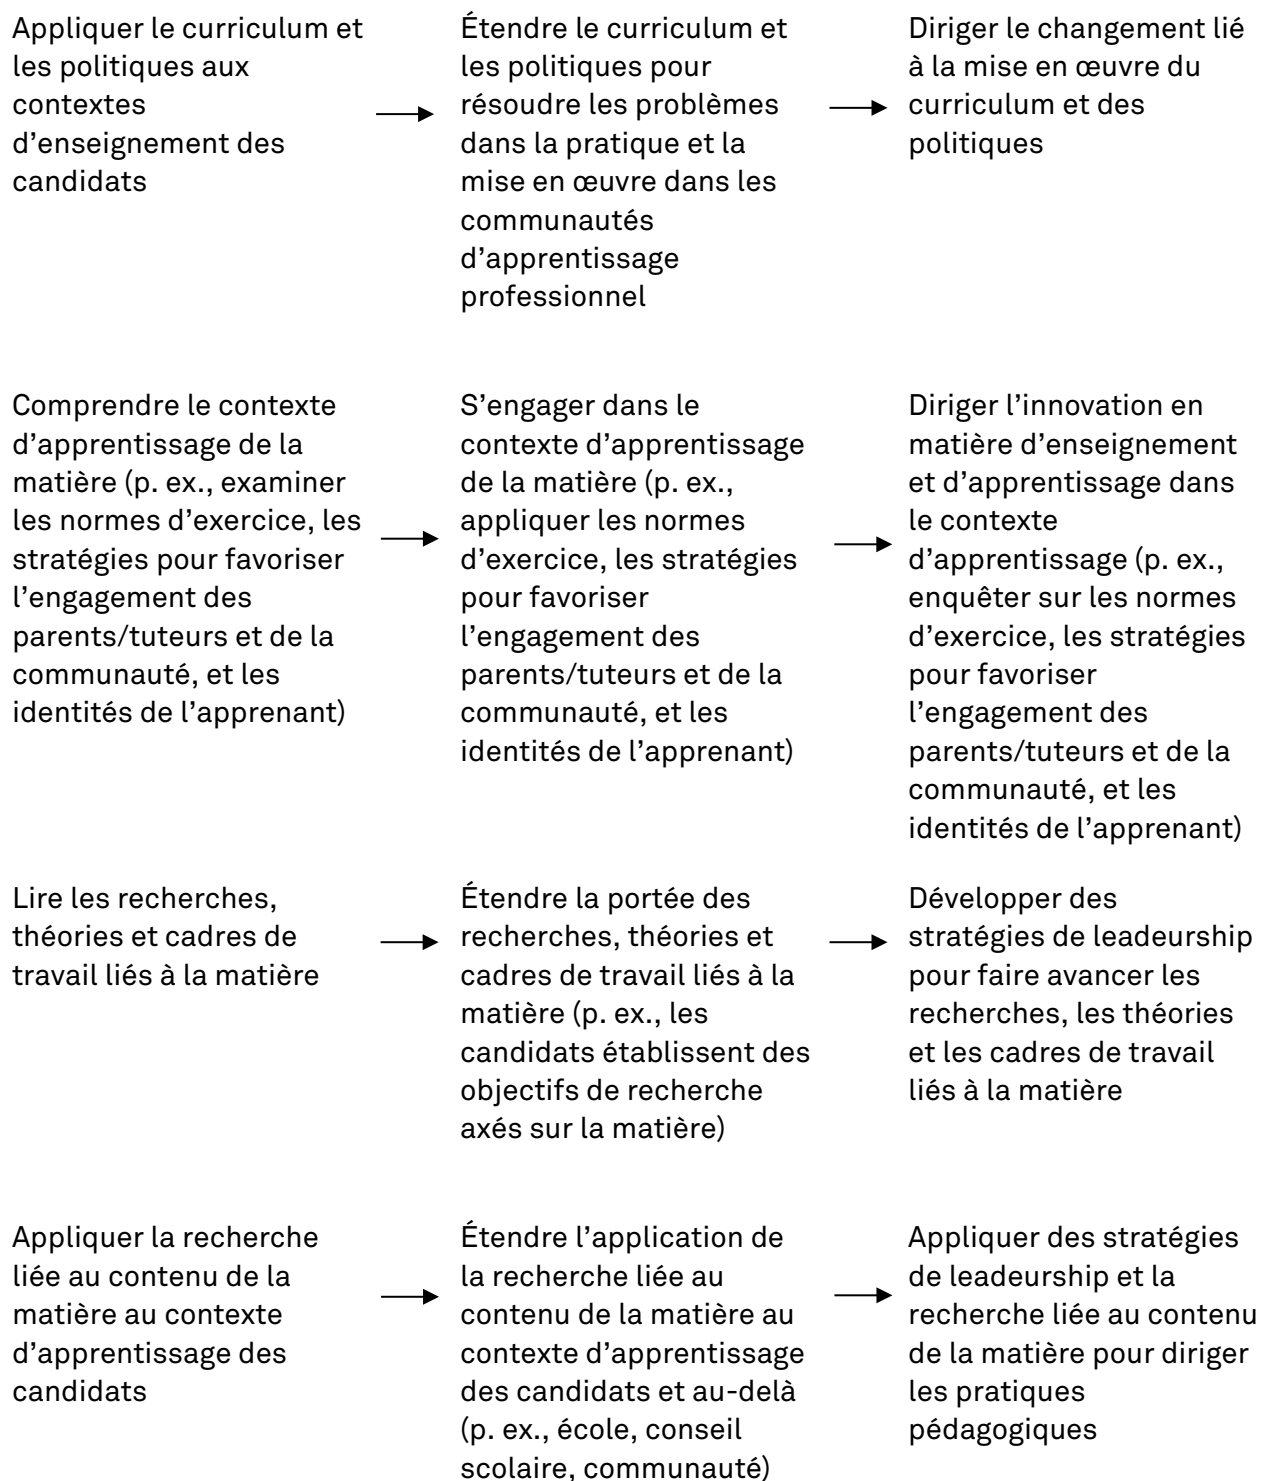 Appliquer le curriculum et
les politiques aux
contextes
d’enseignement des
candidats
Étendre le curriculum et
les politiques pour
résoudre les problèmes
dans la pratique et la
mise en œuvre dans les
communautés
d’apprentissage
professionnel
Diriger le changement lié
à la mise en œuvre du
curriculum et des
politiques
Comprendre le contexte
d’apprentissage de la
matière (p. ex., examiner
les normes d’exercice, les
stratégies pour favoriser
l’engagement des
parents/tuteurs et de la
communauté, et les
identités de l’apprenant)
S’engager dans le
contexte d’apprentissage
de la matière (p. ex.,
appliquer les normes
d’exercice, les stratégies
pour favoriser
l’engagement des
parents/tuteurs et de la
communauté, et les
identités de l’apprenant)
Diriger l’innovation en
matière d’enseignement
et d’apprentissage dans
le contexte
d’apprentissage (p. ex.,
enquêter sur les normes
d’exercice, les stratégies
pour favoriser
l’engagement des
parents/tuteurs et de la
communauté, et les
identités de l’apprenant)
Lire les recherches,
théories et cadres de
travail liés à la matière
Étendre la portée des
recherches, théories et
cadres de travail liés à la
matière (p. ex., les
candidats établissent des
objectifs de recherche
axés sur la matière)
Développer des
stratégies de leadeurship
pour faire avancer les
recherches, les théories
et les cadres de travail
liés à la matière
Appliquer la recherche
liée au contenu de la
matière au contexte
d’apprentissage des
candidats
Étendre l’application de
la recherche liée au
contenu de la matière au
contexte d’apprentissage
des candidats et au-delà
(p. ex., école, conseil
scolaire, communauté)
Appliquer des stratégies
de leadeurship et la
recherche liée au contenu
de la matière pour diriger
les pratiques
pédagogiques